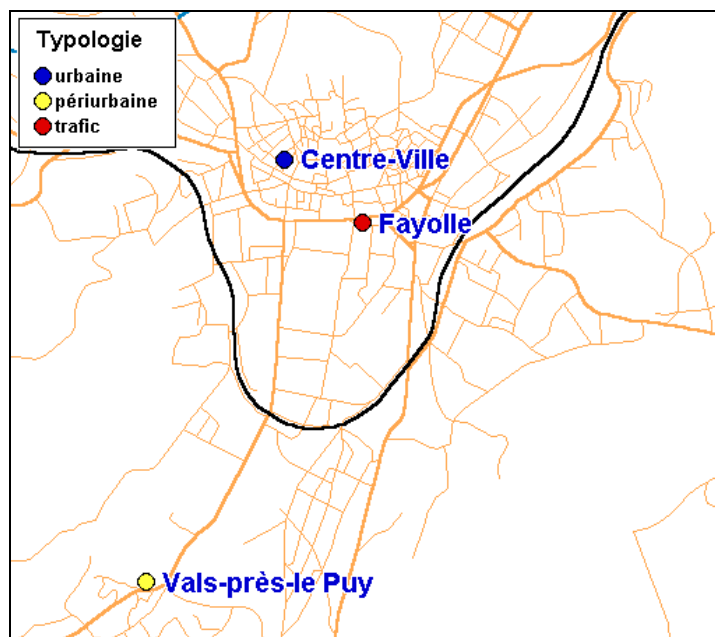 Typologie
urbaine
périurbaine
trafic
Centre-Ville
Fayolle
Vals-près-le Puy